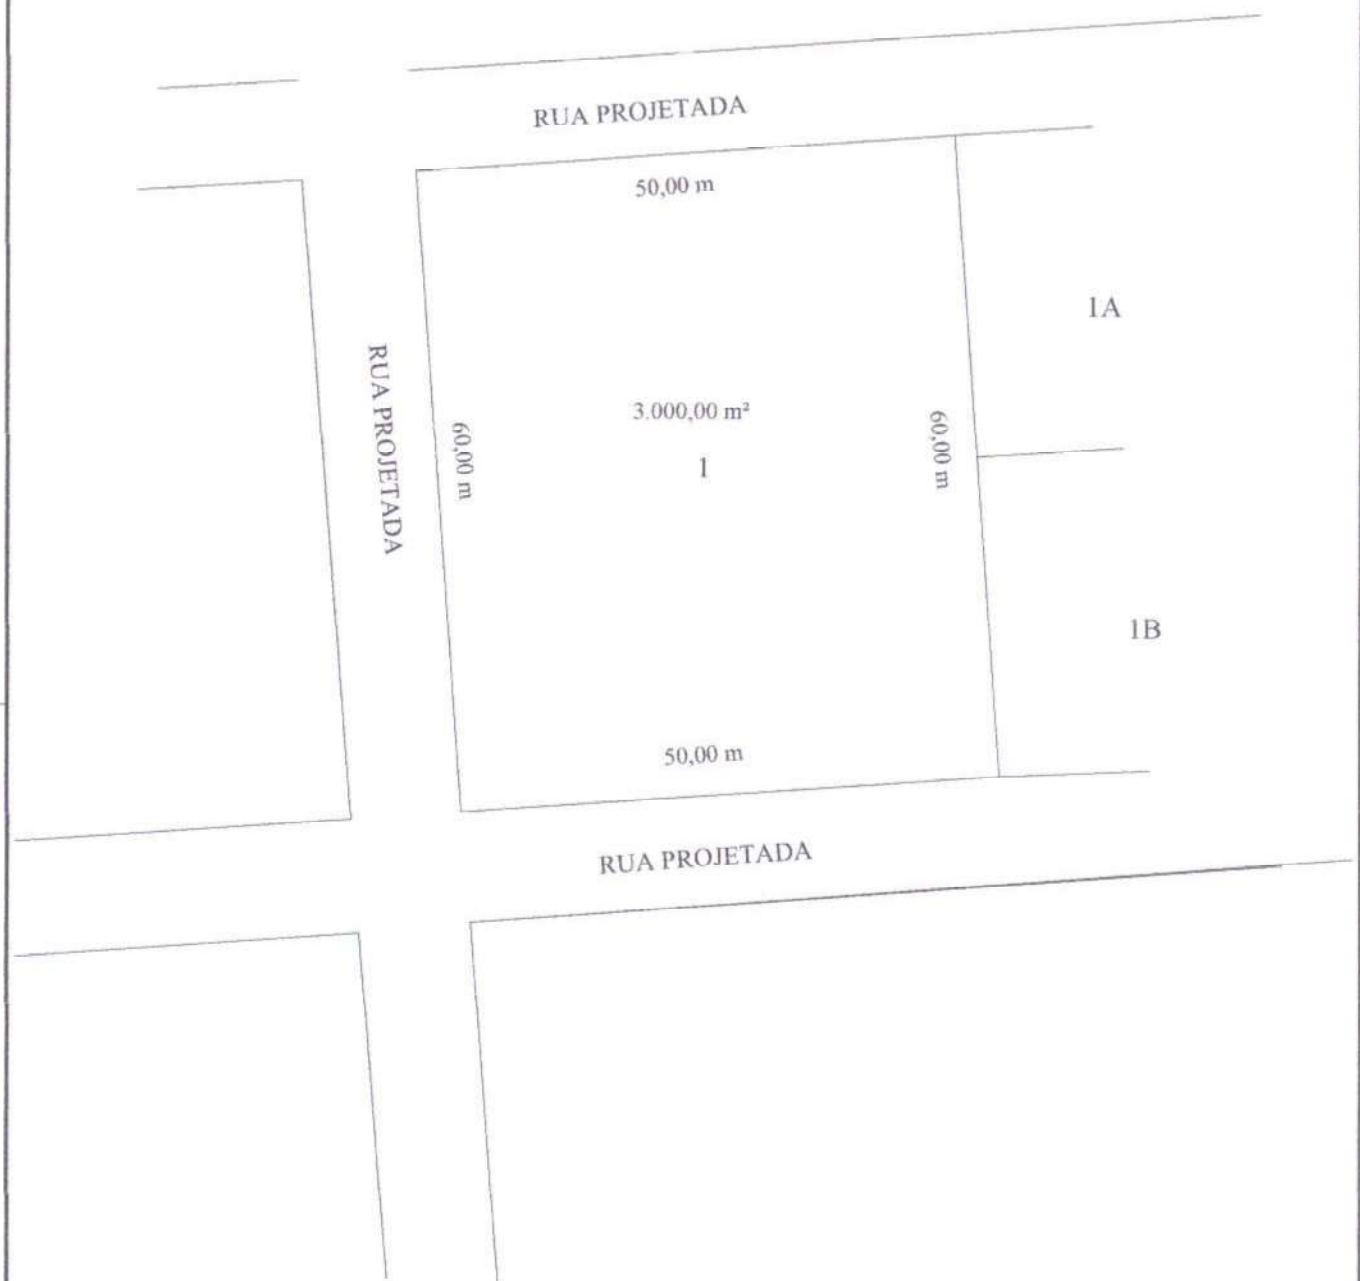 RUA PROJETADA
50,00 m
1A
RUA PROJETADA
60,00 m
3.000,00 m²
1
60,00 m
1B
50,00 m
RUA PROJETADA